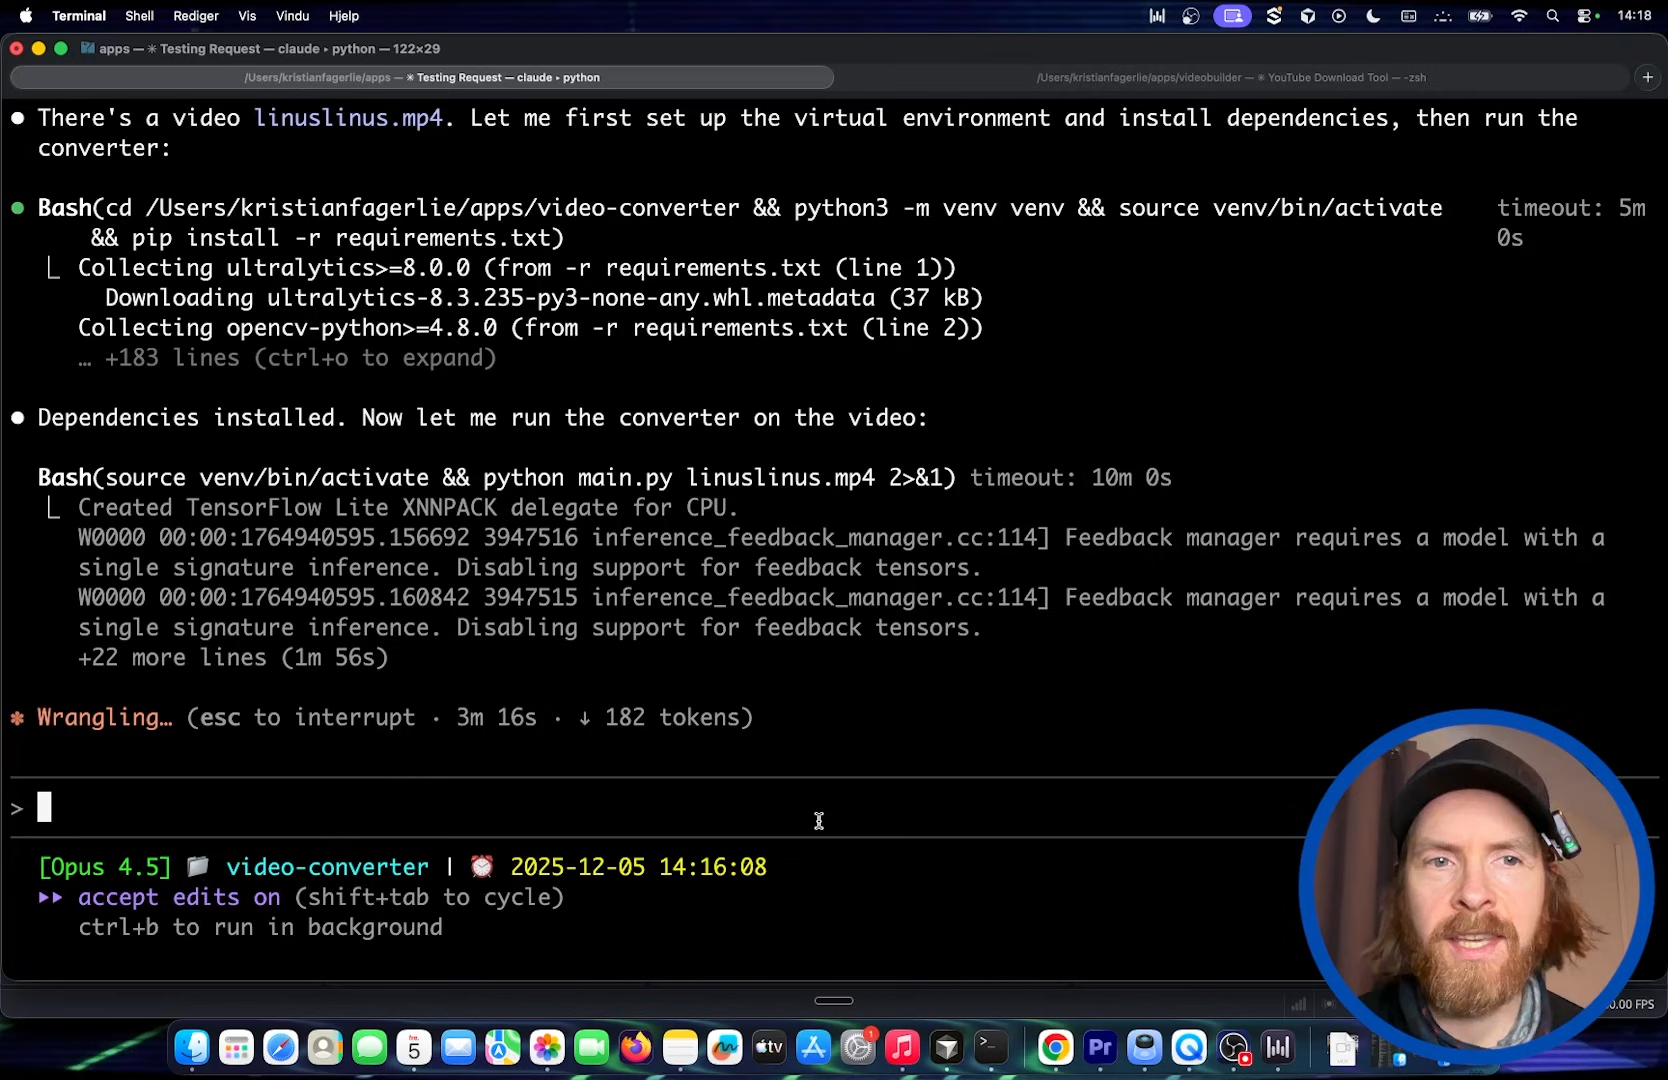 Terminal Shell Rediger Vis Vindu Hjelp 14:18
apps — ✳ Testing Request — claude ▸ python — 122×29
/Users/kristianfagerlie/apps — ✳ Testing Request — claude ▸ python
/Users/kristianfagerlie/apps/videobuilder — ✳ YouTube Download Tool — -zsh
There's a video linuslinus.mp4. Let me first set up the virtual environment and install dependencies, then run the
converter:
Bash(cd /Users/kristianfagerlie/apps/video-converter && python3 -m venv venv && source venv/bin/activate timeout: 5m
&& pip install -r requirements.txt) 0s
Collecting ultralytics>=8.0.0 (from -r requirements.txt (line 1))
Downloading ultralytics-8.3.235-py3-none-any.whl.metadata (37 kB)
Collecting opencv-python>=4.8.0 (from -r requirements.txt (line 2))
… +183 lines (ctrl+o to expand)
Dependencies installed. Now let me run the converter on the video:
Bash(source venv/bin/activate && python main.py linuslinus.mp4 2>&1) timeout: 10m 0s
Created TensorFlow Lite XNNPACK delegate for CPU.
W0000 00:00:1764940595.156692 3947516 inference_feedback_manager.cc:114] Feedback manager requires a model with a
single signature inference. Disabling support for feedback tensors.
W0000 00:00:1764940595.160842 3947515 inference_feedback_manager.cc:114] Feedback manager requires a model with a
single signature inference. Disabling support for feedback tensors.
+22 more lines (1m 56s)
✽ Wrangling… (esc to interrupt · 3m 16s · ↓ 182 tokens)
>
[Opus 4.5] video-converter | 2025-12-05 14:16:08
▸▸ accept edits on (shift+tab to cycle)
ctrl+b to run in background
.00 FPS
fre.
5
tv
1
Pr